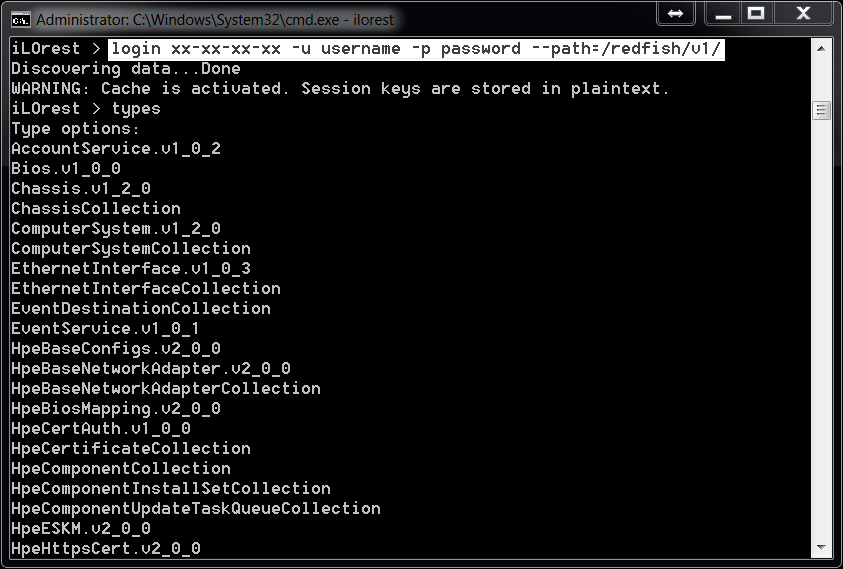 Administrator: C:\Windows\System32\cmd.exe - ilorest
iLOrest > login xx-xx-xx-xx -u username -p password --path=/redfish/v1/
Discovering data...Done
WARNING: Cache is activated. Session keys are stored in plaintext.
iLOrest > types
Type options:
AccountService.v1_0_2
Bios.v1_0_0
Chassis.v1_2_0
ChassisCollection
ComputerSystem.v1_2_0
ComputerSystemCollection
EthernetInterface.v1_0_3
EthernetInterfaceCollection
EventDestinationCollection
EventService.v1_0_1
HpeBaseConfigs.v2_0_0
HpeBaseNetworkAdapter.v2_0_0
HpeBaseNetworkAdapterCollection
HpeBiosMapping.v2_0_0
HpeCertAuth.v1_0_0
HpeCertificateCollection
HpeComponentCollection
HpeComponentInstallSetCollection
HpeComponentUpdateTaskQueueCollection
HpeESKM.v2_0_0
HpeHttpsCert.v2_0_0